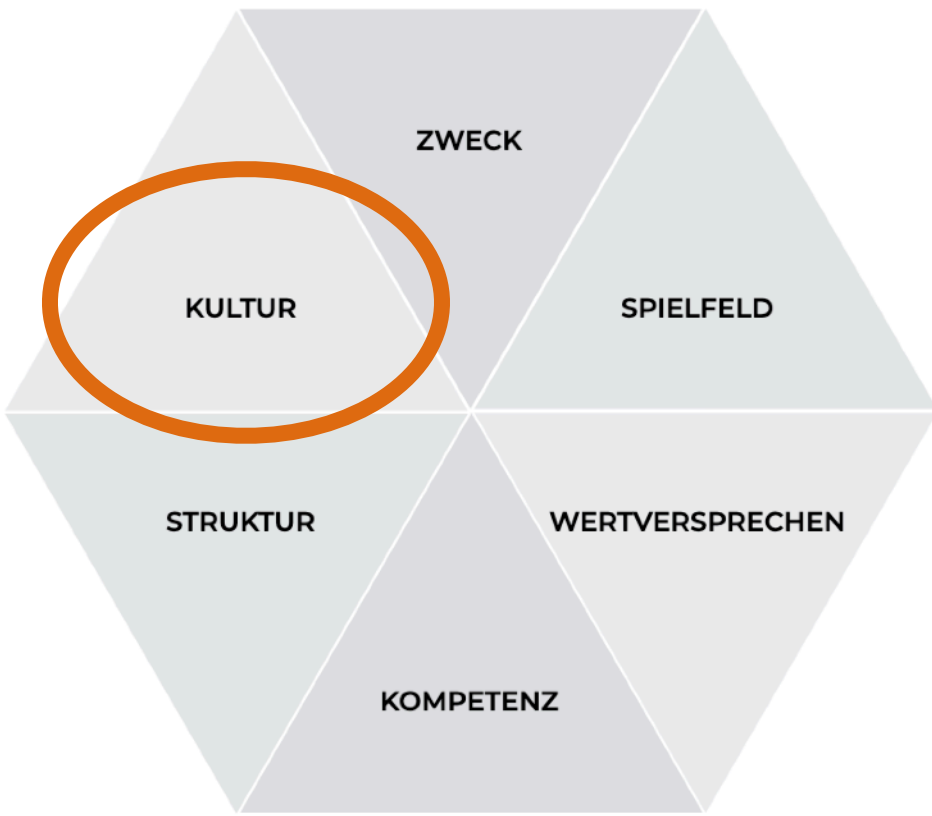 ZWECK
KULTUR
SPIELFELD
STRUKTUR
WERTVERSPRECHEN
KOMPETENZ